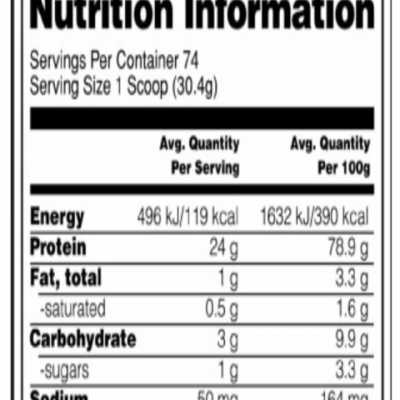 Nutrition Information
Servings Per Container 74
Serving Size 1 Scoop (30.4g)
Avg. Quantity Avg. Quantity
Per Serving Per 100g
Energy 496 kJ/119 kcal 1632 kJ/390 kcal
Protein 24 g 78.9 g
Fat, total 1 g 3.3 g
-saturated 0.5 g 1.6 g
Carbohydrate 3 g 9.9 g
-sugars 1 g 3.3 g
Sodium 50 mg 164 mg